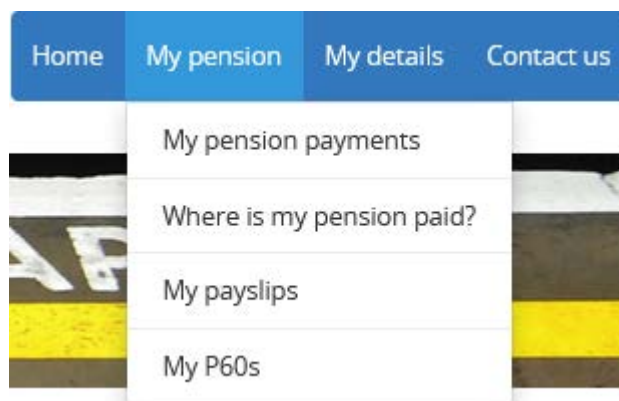 Home My pension My details Contact us
My pension payments
Where is my pension paid?
My payslips
My P60s